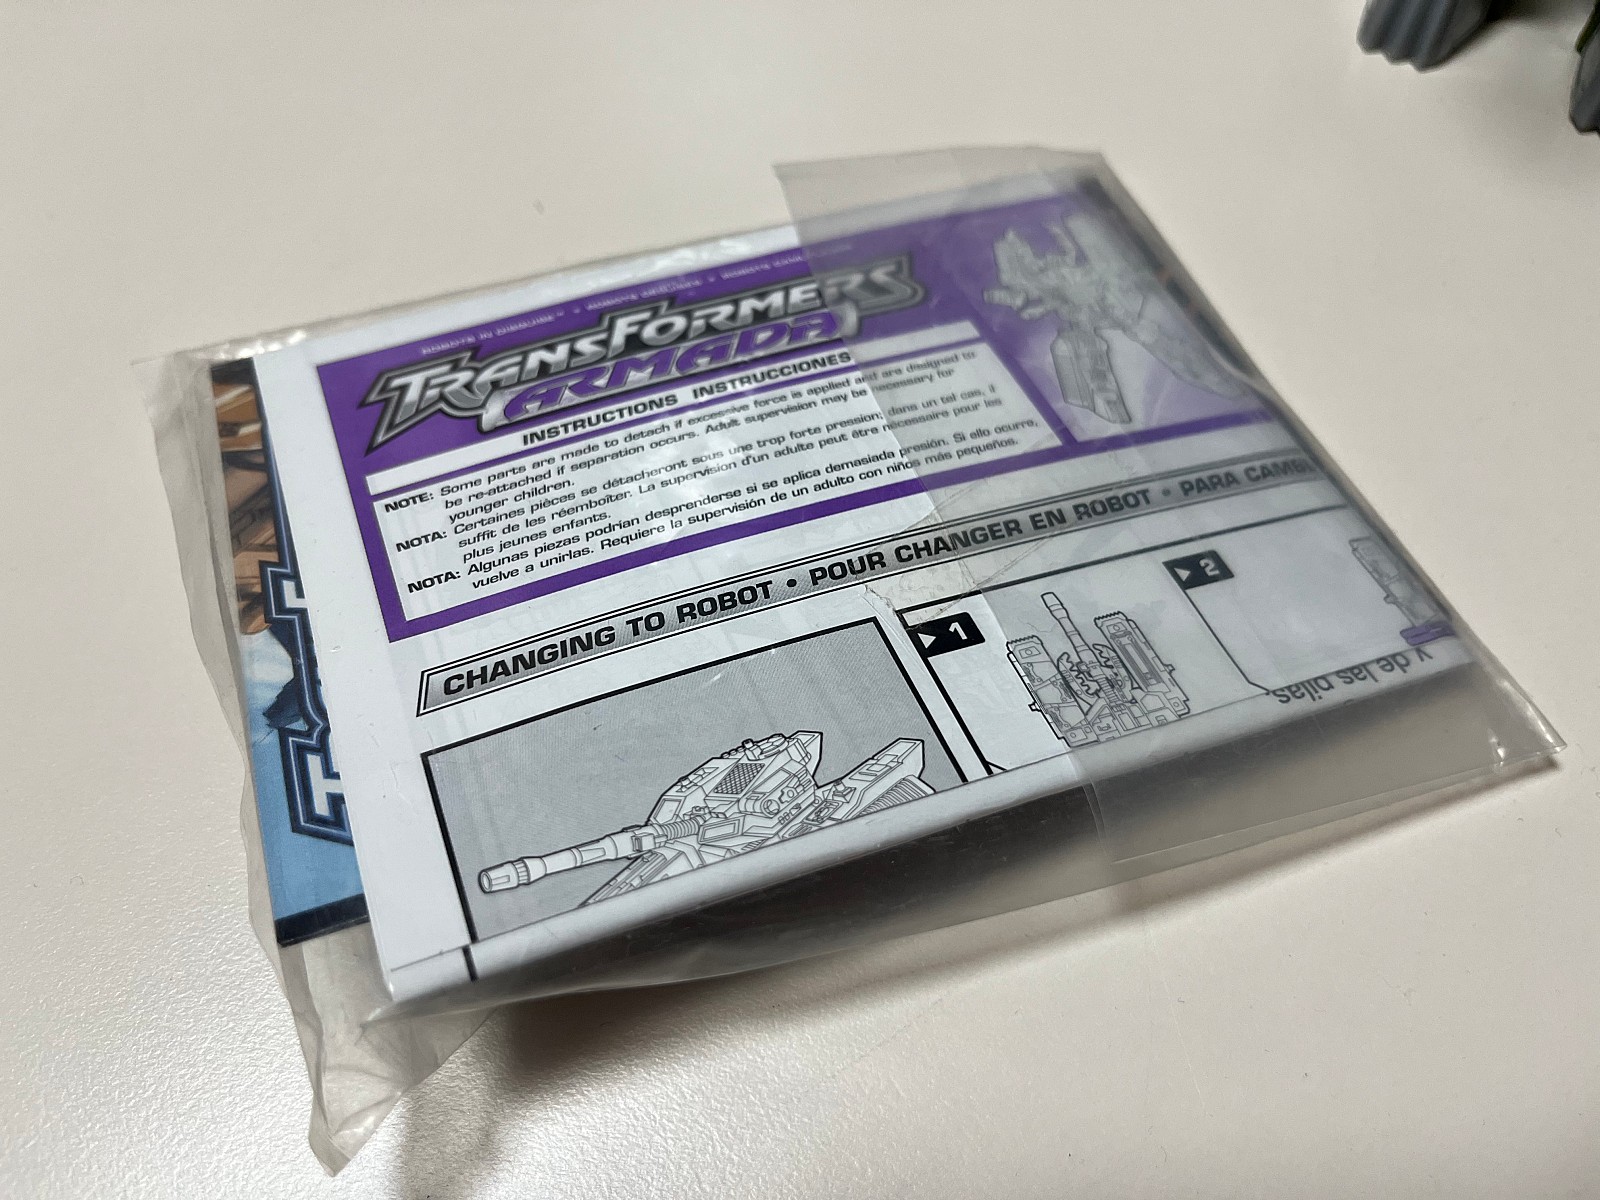 ROBOTS IN DISGUISE
TRANSFORMERS
ARMADA
INSTRUCTIONS INSTRUCCIONES
NOTE: Some parts are made to detach if excessive force is applied and are designed to
be re-attached if separation occurs. Adult supervision may be necessary for
younger children.
NOTA: Certaines pièces se détacheront sous une trop forte pression; dans un tel cas, il
suffit de les réemboîter. La supervision d'un adulte peut être nécessaire pour les
plus jeunes enfants.
NOTA: Algunas piezas podrían desprenderse si se aplica demasiada presión. Si ello ocurre,
vuelve a unirlas. Requiere la supervisión de un adulto con niños más pequeños.
CHANGING TO ROBOT • POUR CHANGER EN ROBOT • PARA
1
2
y de las pilas